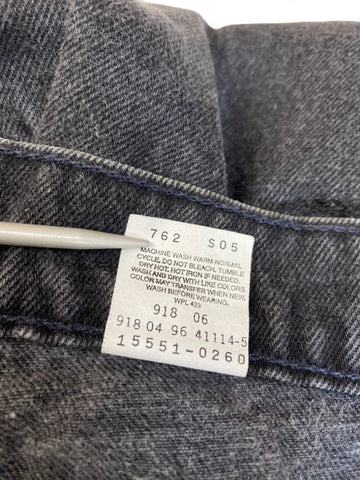 762 S05
MACHINE WASH WARM NORMAL
CYCLE. DO NOT BLEACH. TUMBLE
DRY HOT. HOT IRON IF NEEDED.
WASH AND DRY WITH LIKE COLORS.
COLOR MAY TRANSFER WHEN NEW.
WASH BEFORE WEARING.
WPL 423
918 06
918 04 96 41114-5
15551-0260